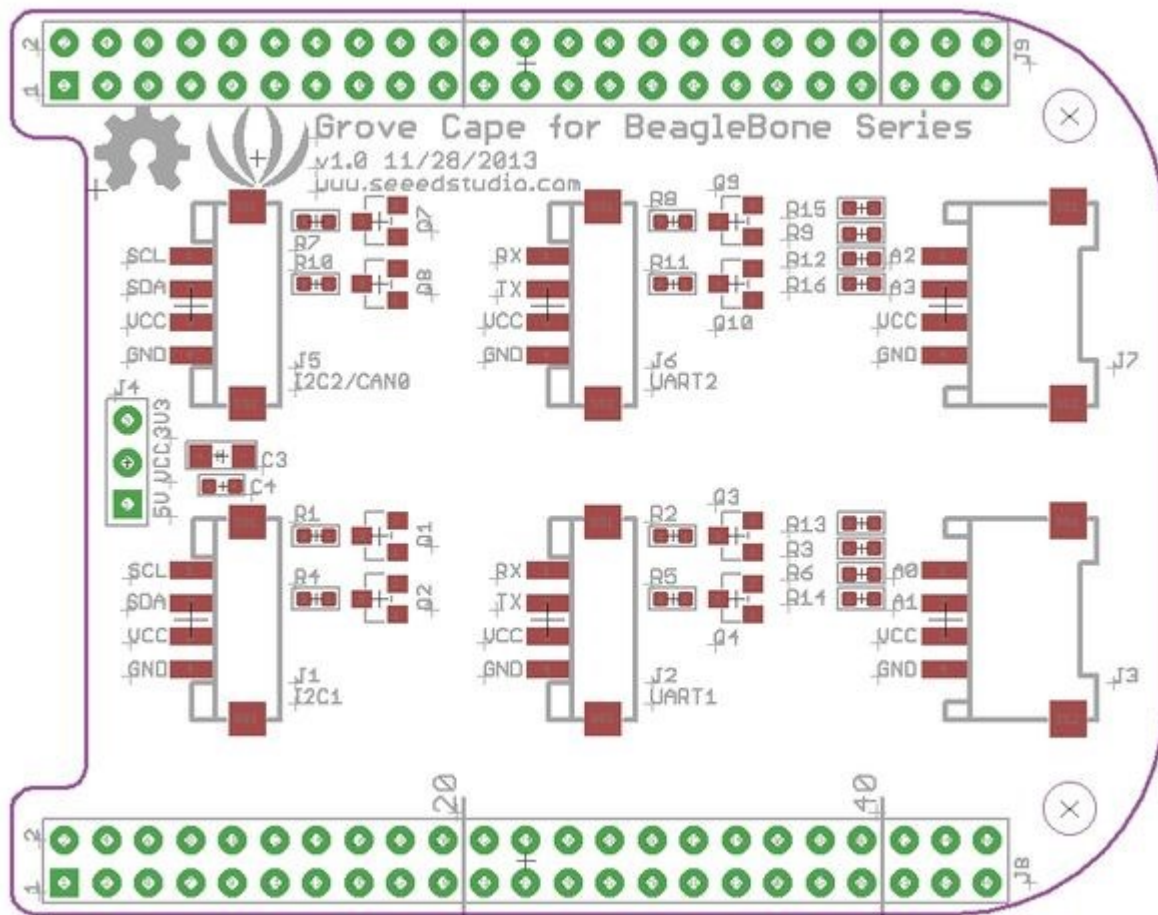 2
1
J9
Grove Cape for BeagleBone Series
v1.0 11/28/2013
www.seeedstudio.com
SCL
SDA
VCC
GND
R7
R10
Q7
Q8
J5
I2C2/CAN0
RX
TX
VCC
GND
R8
R11
Q9
Q10
J6
UART2
R15
R9
R12
R16
A2
A3
VCC
GND
J7
J4
3V3
VCC
5V
C3
C4
SCL
SDA
VCC
GND
R1
R4
Q1
Q2
J1
I2C1
RX
TX
VCC
GND
R2
R5
Q3
Q4
J2
UART1
R13
R3
R6
R14
A0
A1
VCC
GND
J3
20
40
2
1
J8